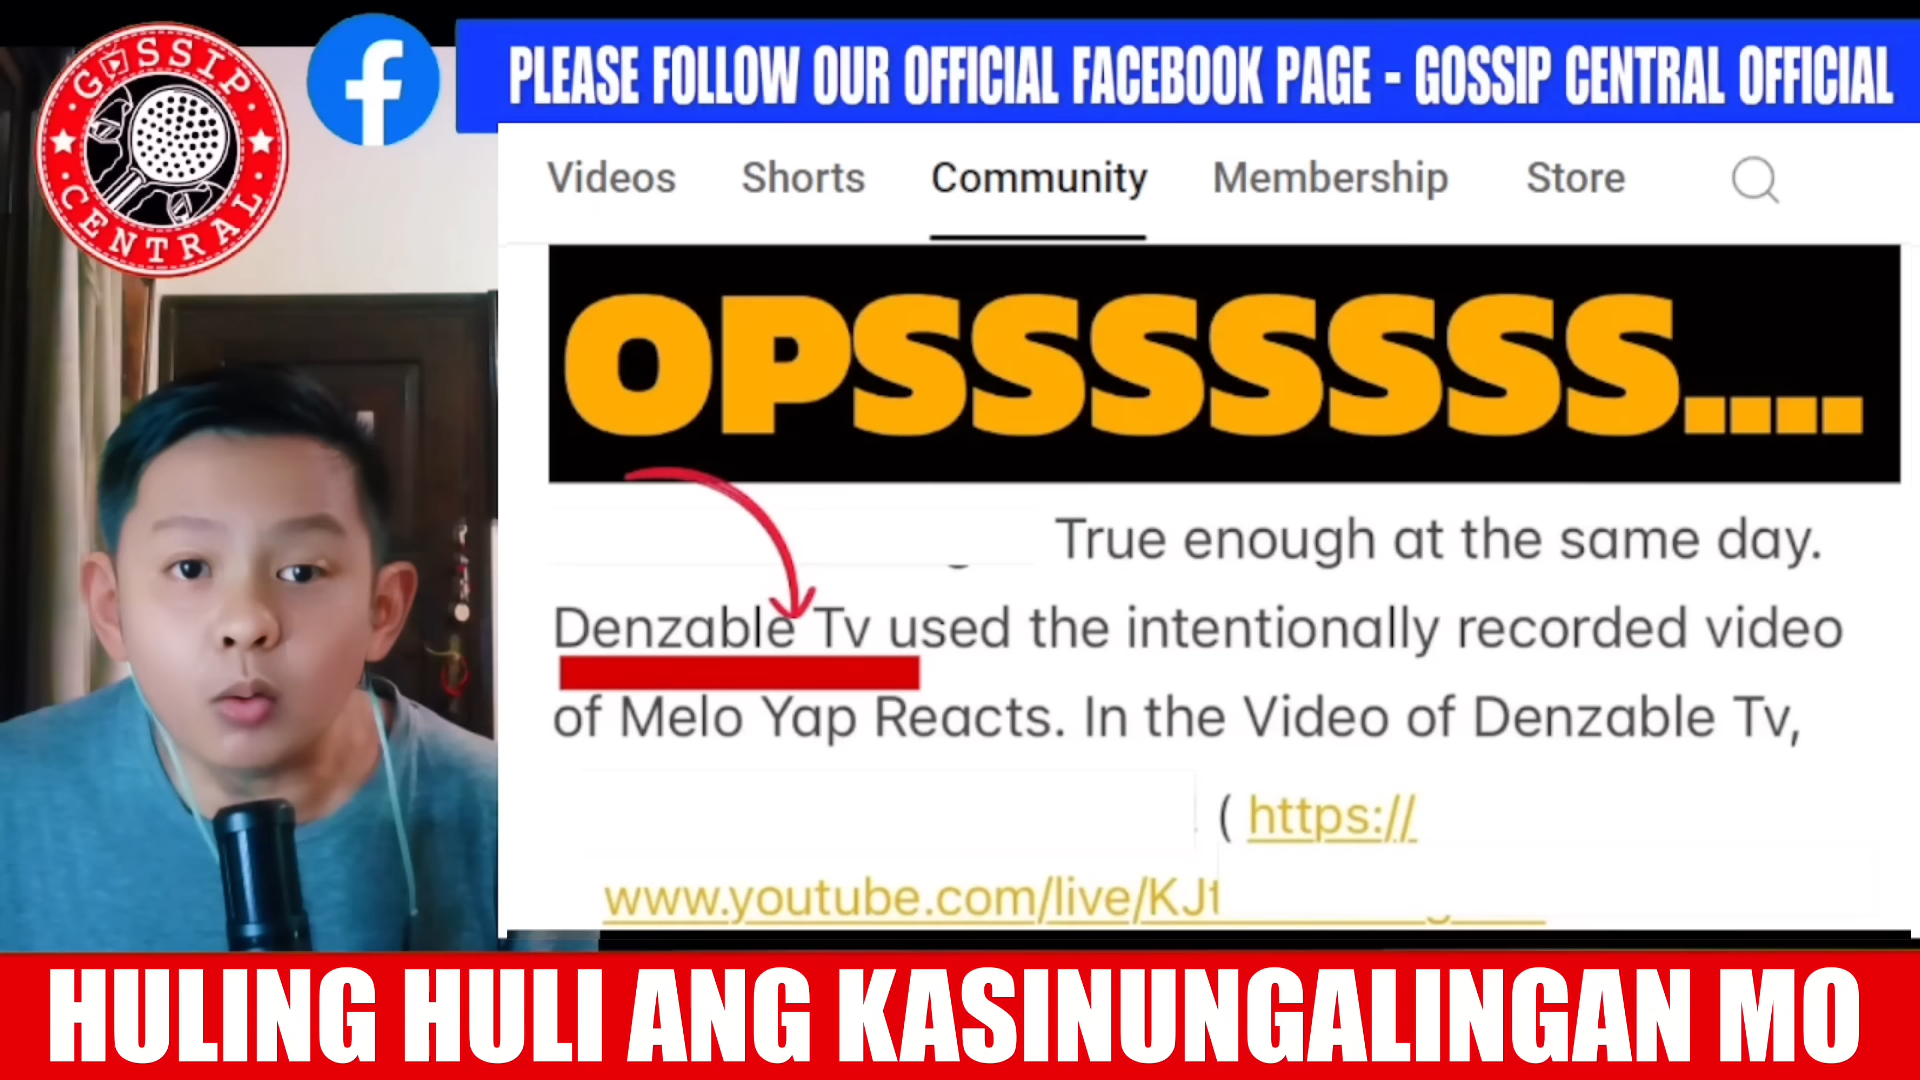 GOSSIP
CENTRAL
PLEASE FOLLOW OUR OFFICIAL FACEBOOK PAGE - GOSSIP CENTRAL OFFICIAL
Videos Shorts Community Membership Store
OPSSSSSSS....
True enough at the same day.
Denzable Tv used the intentionally recorded video
of Melo Yap Reacts. In the Video of Denzable Tv,
( https://
www.youtube.com/live/KJt
HULING HULI ANG KASINUNGALINGAN MO